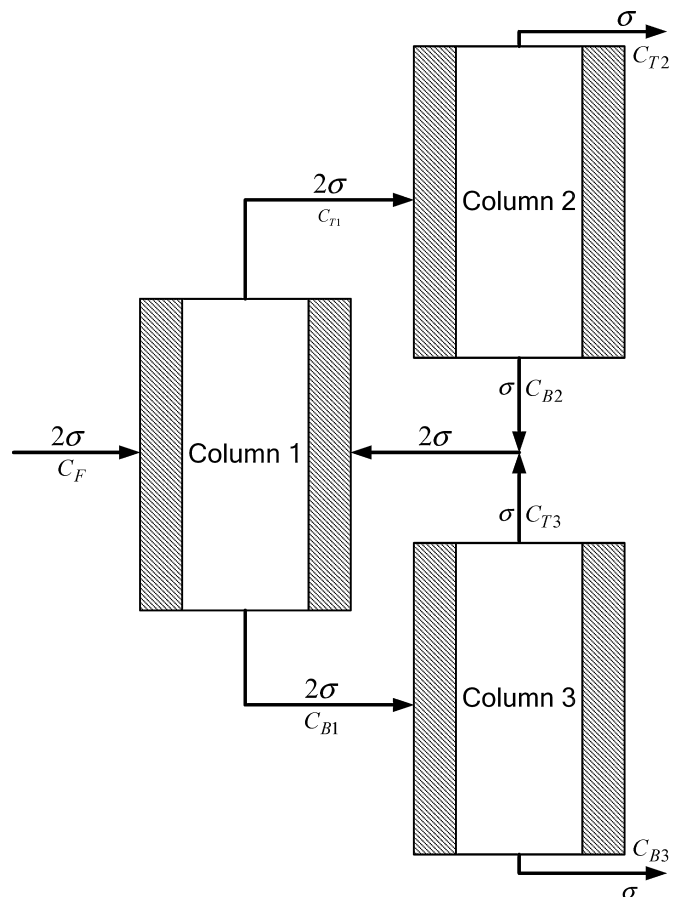 σ
C_{T2}
2σ
C_{T1}
Column 2
σ C_{B2}
2σ
C_F
Column 1
2σ
σ C_{T3}
2σ
C_{B1}
Column 3
C_{B3}
σ